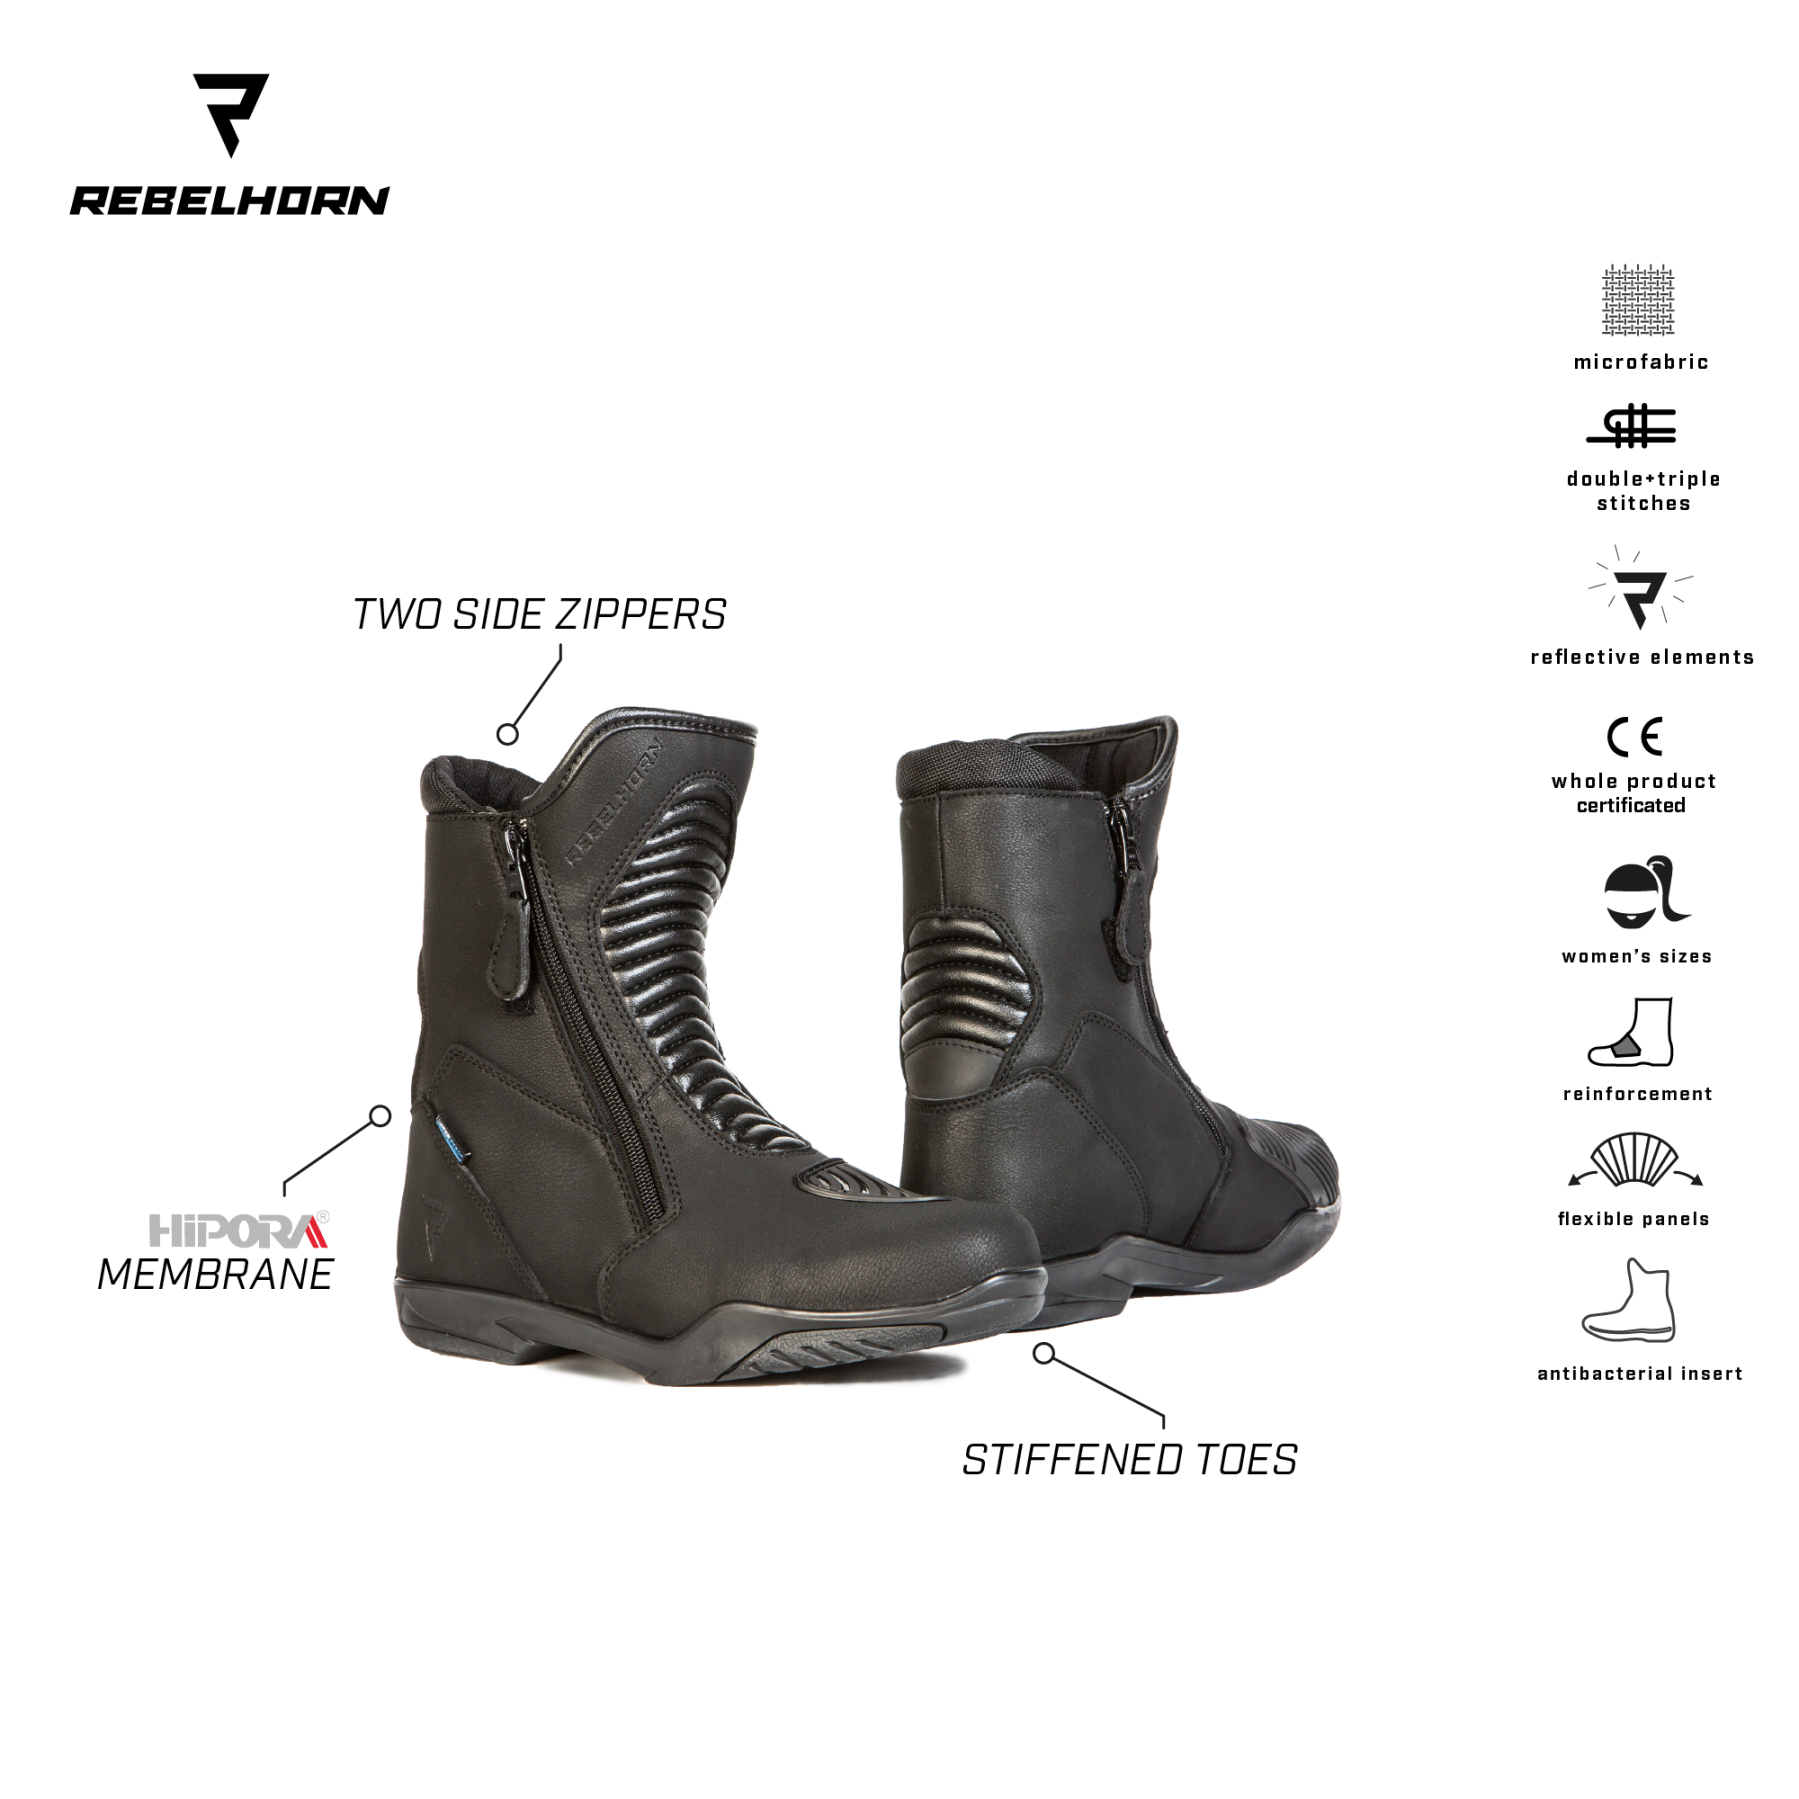 REBELHORN
microfabric
double+triple
stitches
reflective elements
CE
whole product
certificated
women's sizes
reinforcement
flexible panels
antibacterial insert
TWO SIDE ZIPPERS
REBELHORN
HiPORA®
MEMBRANE
STIFFENED TOES